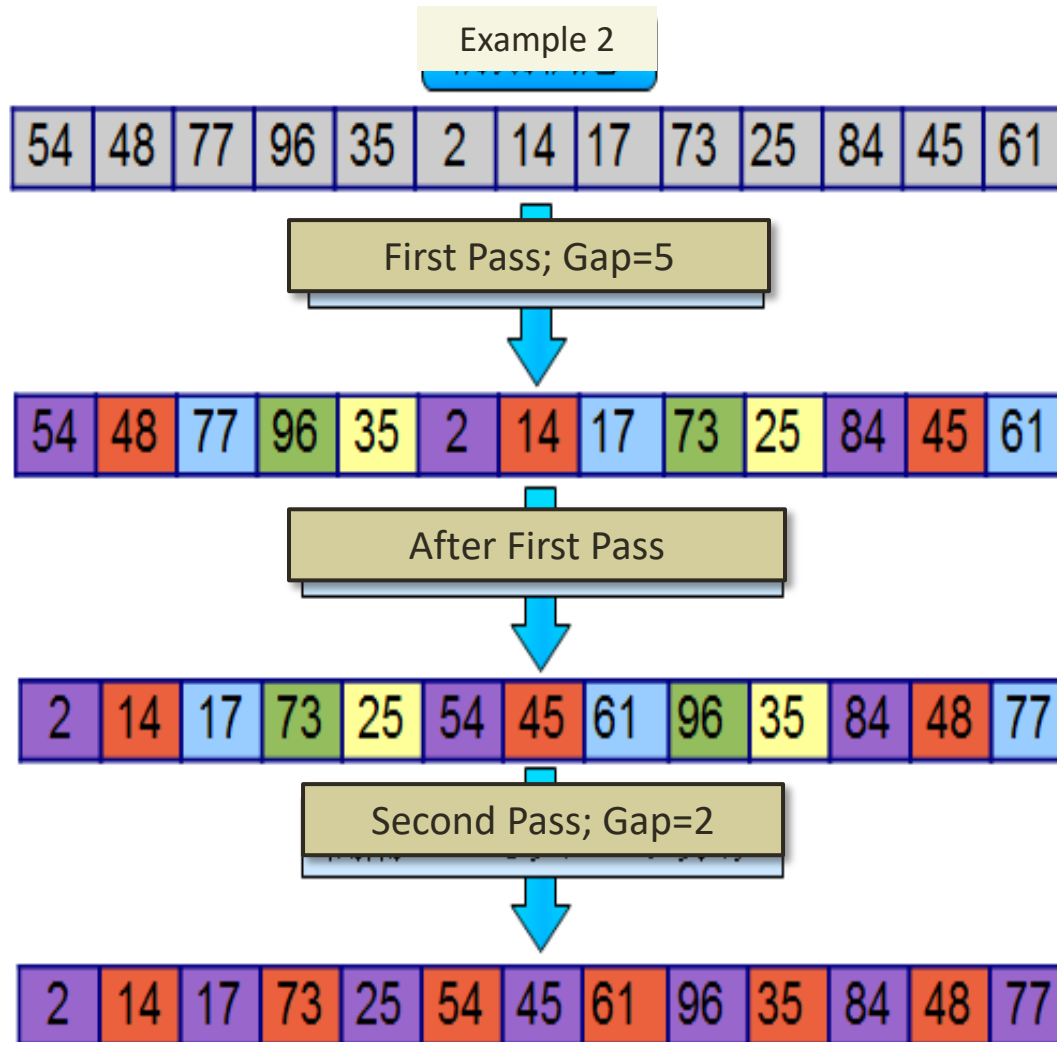 Example 2
54 48 77 96 35 2 14 17 73 25 84 45 61
First Pass; Gap=5
54 48 77 96 35 2 14 17 73 25 84 45 61
After First Pass
2 14 17 73 25 54 45 61 96 35 84 48 77
Second Pass; Gap=2
2 14 17 73 25 54 45 61 96 35 84 48 77